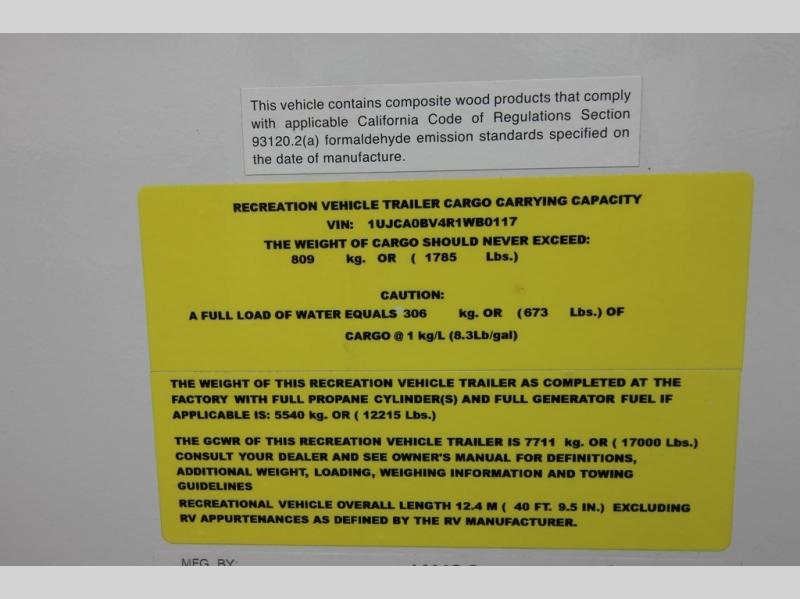 This vehicle contains composite wood products that comply
with applicable California Code of Regulations Section
93120.2(a) formaldehyde emission standards specified on
the date of manufacture.
RECREATION VEHICLE TRAILER CARGO CARRYING CAPACITY
VIN: 1UJCA0BV4R1WB0117
THE WEIGHT OF CARGO SHOULD NEVER EXCEED:
809 kg. OR ( 1785 Lbs.)
CAUTION:
A FULL LOAD OF WATER EQUALS 306 kg. OR (673 Lbs.) OF
CARGO @ 1 kg/L (8.3Lb/gal)
THE WEIGHT OF THIS RECREATION VEHICLE TRAILER AS COMPLETED AT THE
FACTORY WITH FULL PROPANE CYLINDER(S) AND FULL GENERATOR FUEL IF
APPLICABLE IS: 5540 kg. OR ( 12215 Lbs.)
THE GCWR OF THIS RECREATION VEHICLE TRAILER IS 7711 kg. OR ( 17000 Lbs.)
CONSULT YOUR DEALER AND SEE OWNER'S MANUAL FOR DEFINITIONS,
ADDITIONAL WEIGHT, LOADING, WEIGHING INFORMATION AND TOWING
GUIDELINES
RECREATIONAL VEHICLE OVERALL LENGTH 12.4 M ( 40 FT. 9.5 IN.) EXCLUDING
RV APPURTENANCES AS DEFINED BY THE RV MANUFACTURER.
MFG. BY: